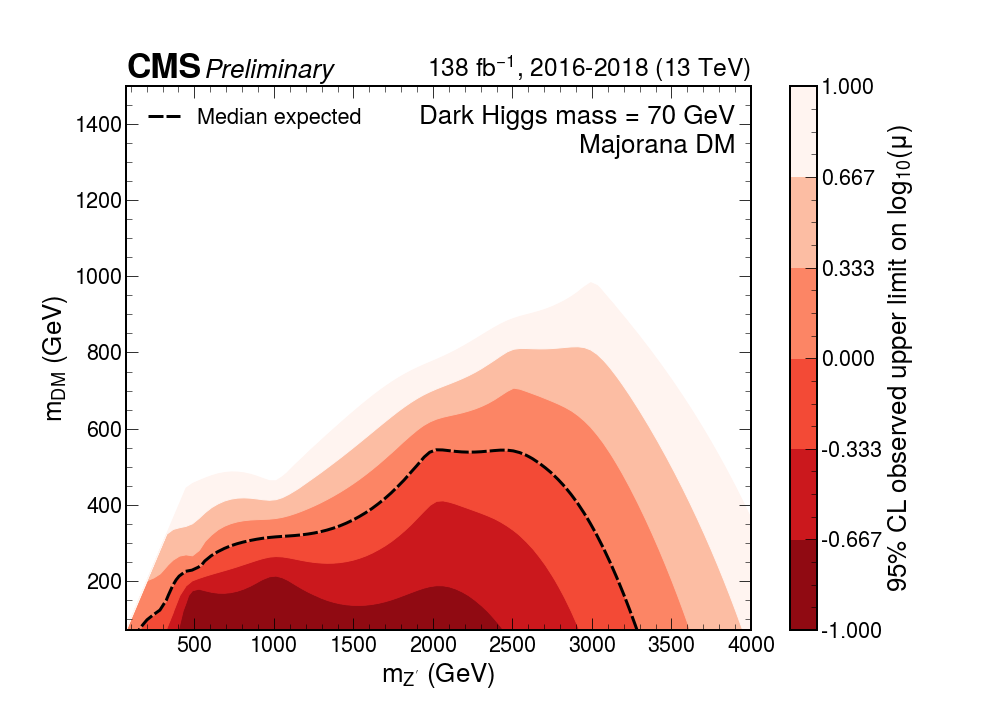 CMS Preliminary 138 fb⁻¹, 2016-2018 (13 TeV)
Median expected
Dark Higgs mass = 70 GeV
Majorana DM
1400
1200
1000
800
600
400
200
m_DM (GeV)
500 1000 1500 2000 2500 3000 3500 4000
m_Z′ (GeV)
1.000
0.667
0.333
0.000
-0.333
-0.667
-1.000
95% CL observed upper limit on log₁₀(μ)